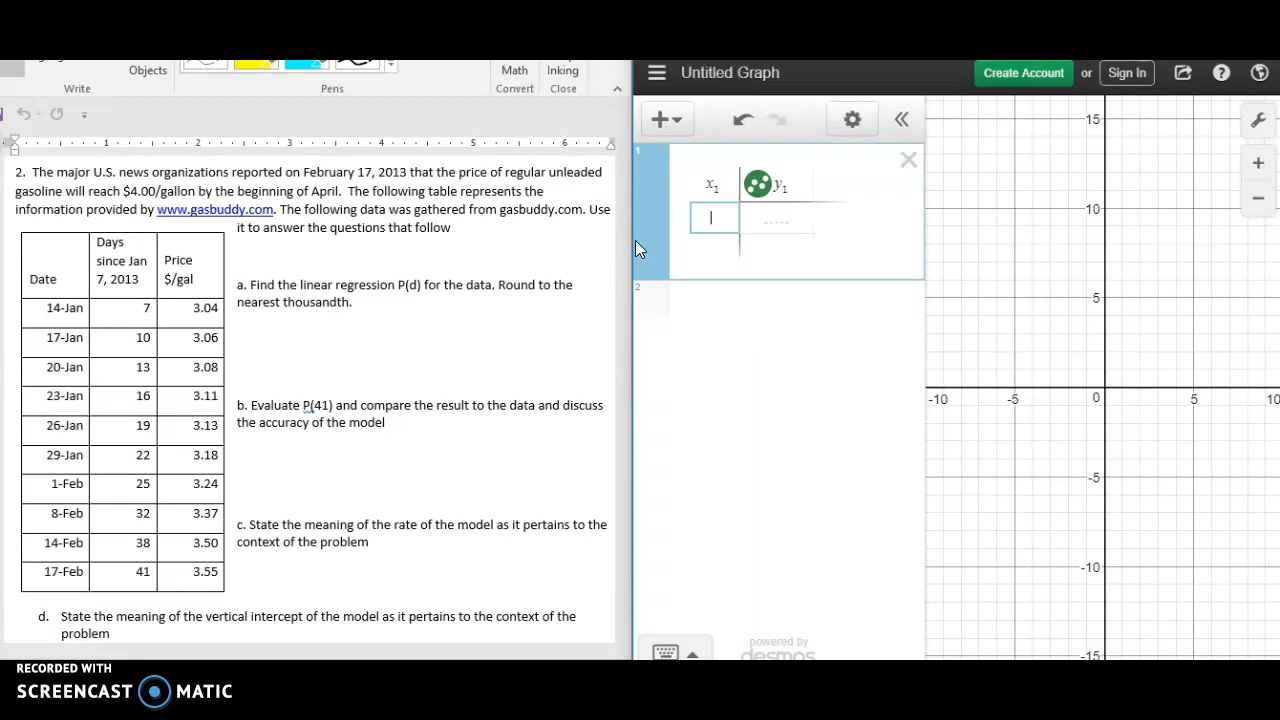 Objects
Math
Convert
Inking
Close
Write
Pens
1 2 3 4 5 6
2. The major U.S. news organizations reported on February 17, 2013 that the price of regular unleaded
gasoline will reach $4.00/gallon by the beginning of April. The following table represents the
information provided by www.gasbuddy.com. The following data was gathered from gasbuddy.com. Use
it to answer the questions that follow
Date Days since Jan 7, 2013 Price $/gal
14-Jan 7 3.04
17-Jan 10 3.06
20-Jan 13 3.08
23-Jan 16 3.11
26-Jan 19 3.13
29-Jan 22 3.18
1-Feb 25 3.24
8-Feb 32 3.37
14-Feb 38 3.50
17-Feb 41 3.55
a. Find the linear regression P(d) for the data. Round to the
nearest thousandth.
b. Evaluate P(41) and compare the result to the data and discuss
the accuracy of the model
c. State the meaning of the rate of the model as it pertains to the
context of the problem
d. State the meaning of the vertical intercept of the model as it pertains to the context of the
problem
Untitled Graph
Create Account or Sign In
1
x1 y1
2
powered by
desmos
15
10
5
-10 -5 0 5 10
-5
-10
-15
RECORDED WITH
SCREENCAST MATIC